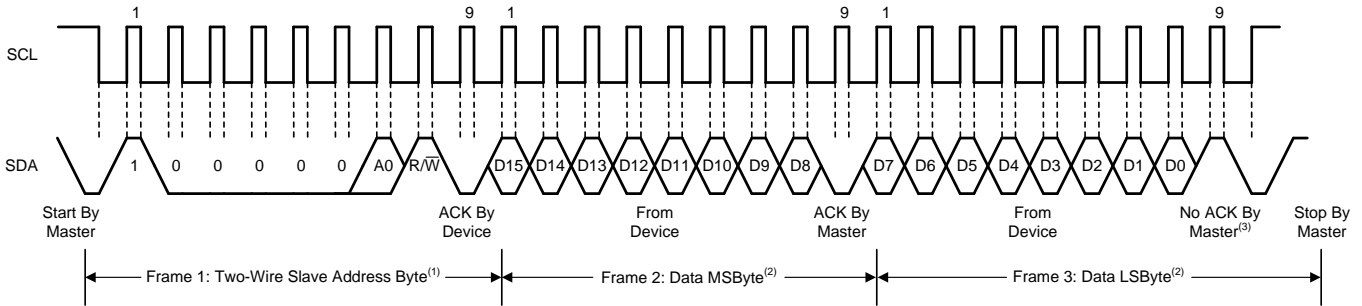 1 9 1 9 1 9
SCL
SDA 1 0 0 0 0 0 A0 R/W D15 D14 D13 D12 D11 D10 D9 D8 D7 D6 D5 D4 D3 D2 D1 D0
Start By
Master
ACK By
Device
From
Device
ACK By
Master
From
Device
No ACK By
Master(3)
Stop By
Master
Frame 1: Two-Wire Slave Address Byte(1)
Frame 2: Data MSByte(2)
Frame 3: Data LSByte(2)